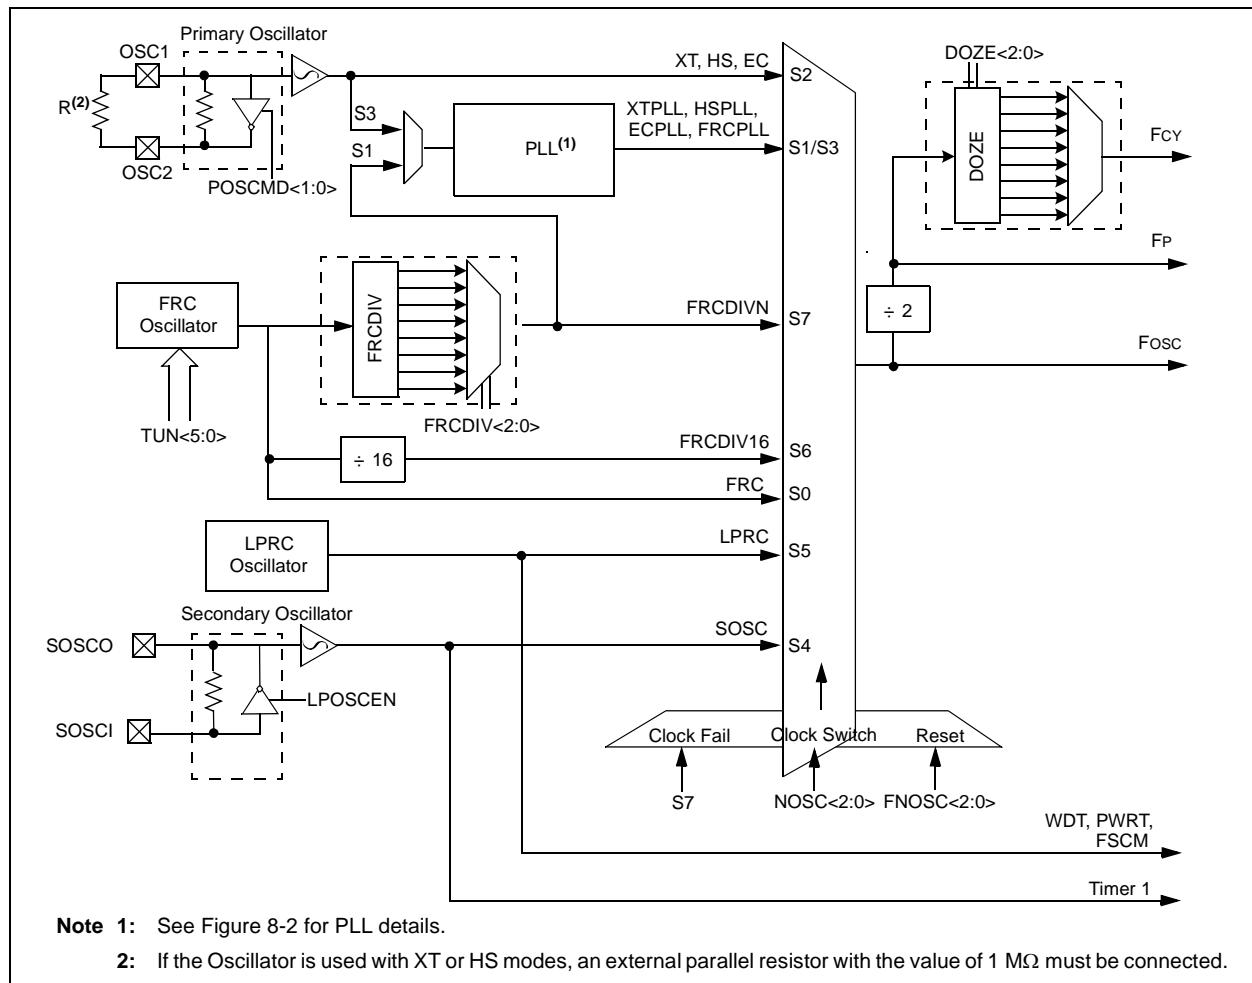 Primary Oscillator
OSC1
R(2)
OSC2
POSCMD<1:0>
S3
S1
PLL(1)
XT, HS, EC
XTPLL, HSPLL,
ECPLL, FRCPLL
S2
S1/S3
DOZE<2:0>
DOZE
FCY
FP
÷ 2
FOSC
FRC
Oscillator
TUN<5:0>
FRCDIV
FRCDIV<2:0>
FRCDIVN
S7
÷ 16
FRCDIV16
S6
FRC
S0
LPRC
Oscillator
LPRC
S5
Secondary Oscillator
SOSCO
SOSCI
LPOSCEN
SOSC
S4
Clock Fail
Clock Switch
Reset
S7
NOSC<2:0>
FNOSC<2:0>
WDT, PWRT,
FSCM
Timer 1
Note 1: See Figure 8-2 for PLL details.
2: If the Oscillator is used with XT or HS modes, an external parallel resistor with the value of 1 MΩ must be connected.